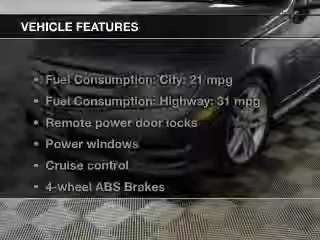 VEHICLE FEATURES
• Fuel Consumption: City: 21 mpg
• Fuel Consumption: Highway: 31 mpg
• Remote power door locks
• Power windows
• Cruise control
• 4-wheel ABS Brakes